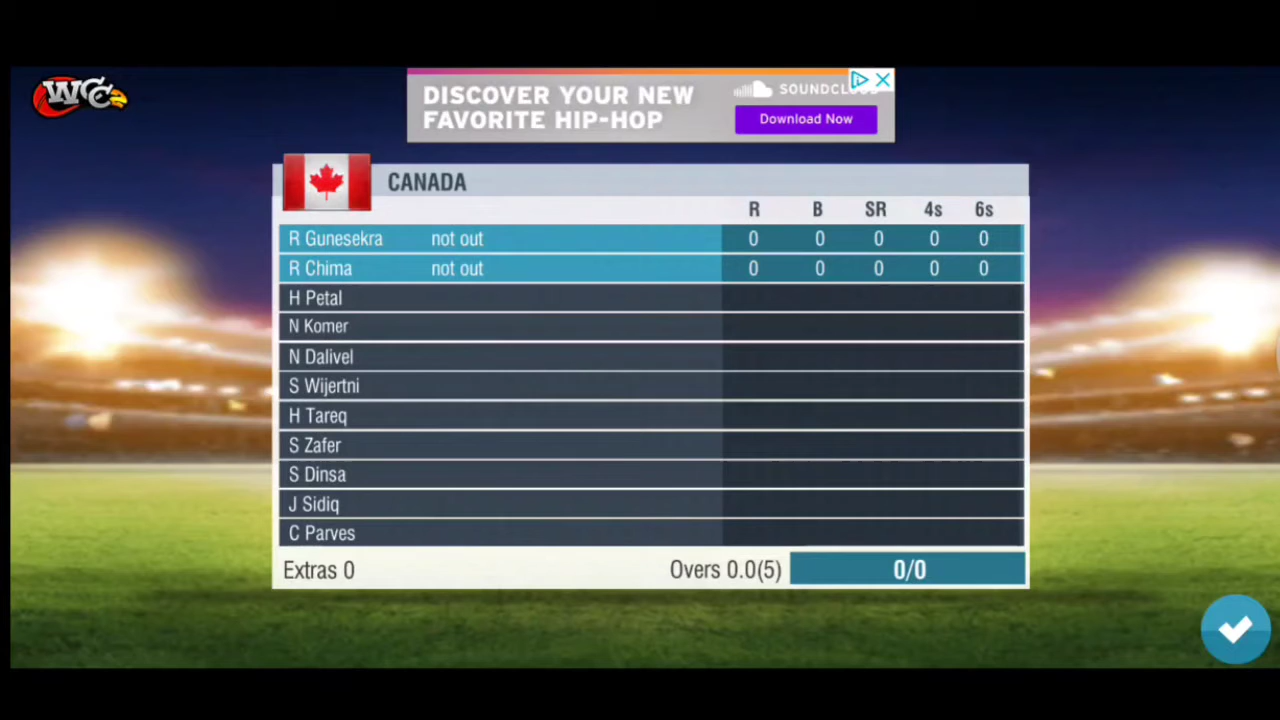 WCC
DISCOVER YOUR NEW
FAVORITE HIP-HOP
SOUNDCLOUD
Download Now
CANADA
R B SR 4s 6s
R Gunesekra not out 0 0 0 0 0
R Chima not out 0 0 0 0 0
H Petal
N Komer
N Dalivel
S Wijertni
H Tareq
S Zafer
S Dinsa
J Sidiq
C Parves
Extras 0 Overs 0.0(5) 0/0